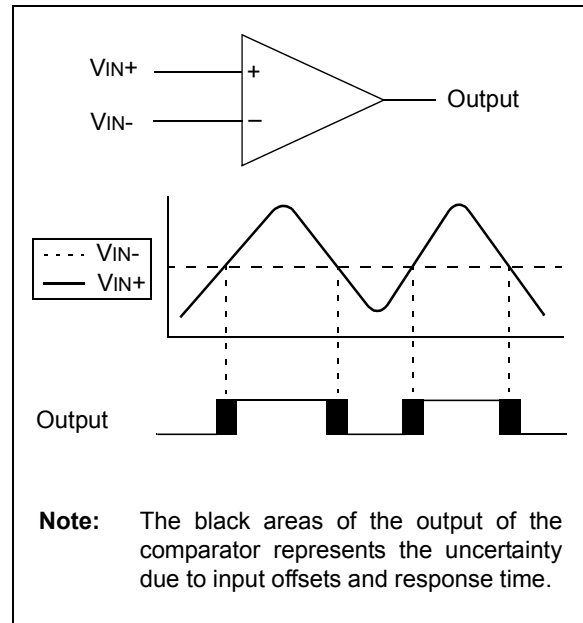 VIN+
+
VIN-
–
Output
VIN-
VIN+
Output
Note: The black areas of the output of the
comparator represents the uncertainty
due to input offsets and response time.